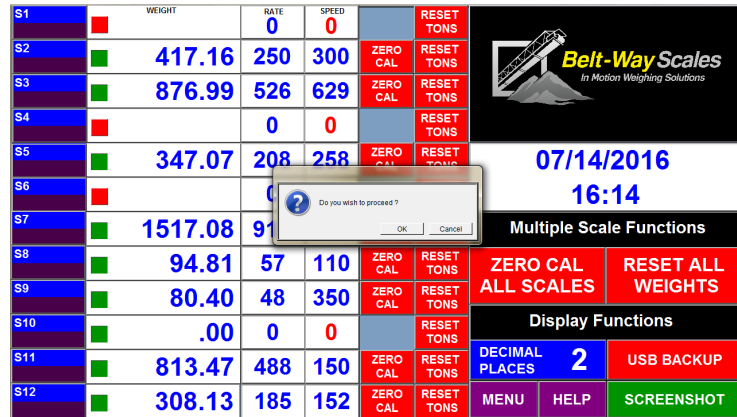 WEIGHT RATE SPEED
S1 0 0 RESET TONS
S2 417.16 250 300 ZERO CAL RESET TONS
S3 876.99 526 629 ZERO CAL RESET TONS
S4 0 0 RESET TONS
S5 347.07 208 258 ZERO CAL RESET TONS
S6
S7 1517.08
S8 94.81 57 110 ZERO CAL RESET TONS
S9 80.40 48 350 ZERO CAL RESET TONS
S10 .00 0 0 RESET TONS
S11 813.47 488 150 ZERO CAL RESET TONS
S12 308.13 185 152 ZERO CAL RESET TONS
Do you wish to proceed ?
OK Cancel
Belt-Way Scales
In Motion Weighing Solutions
07/14/2016
16:14
Multiple Scale Functions
ZERO CAL
ALL SCALES
RESET ALL
WEIGHTS
Display Functions
DECIMAL
PLACES
2
USB BACKUP
MENU HELP SCREENSHOT